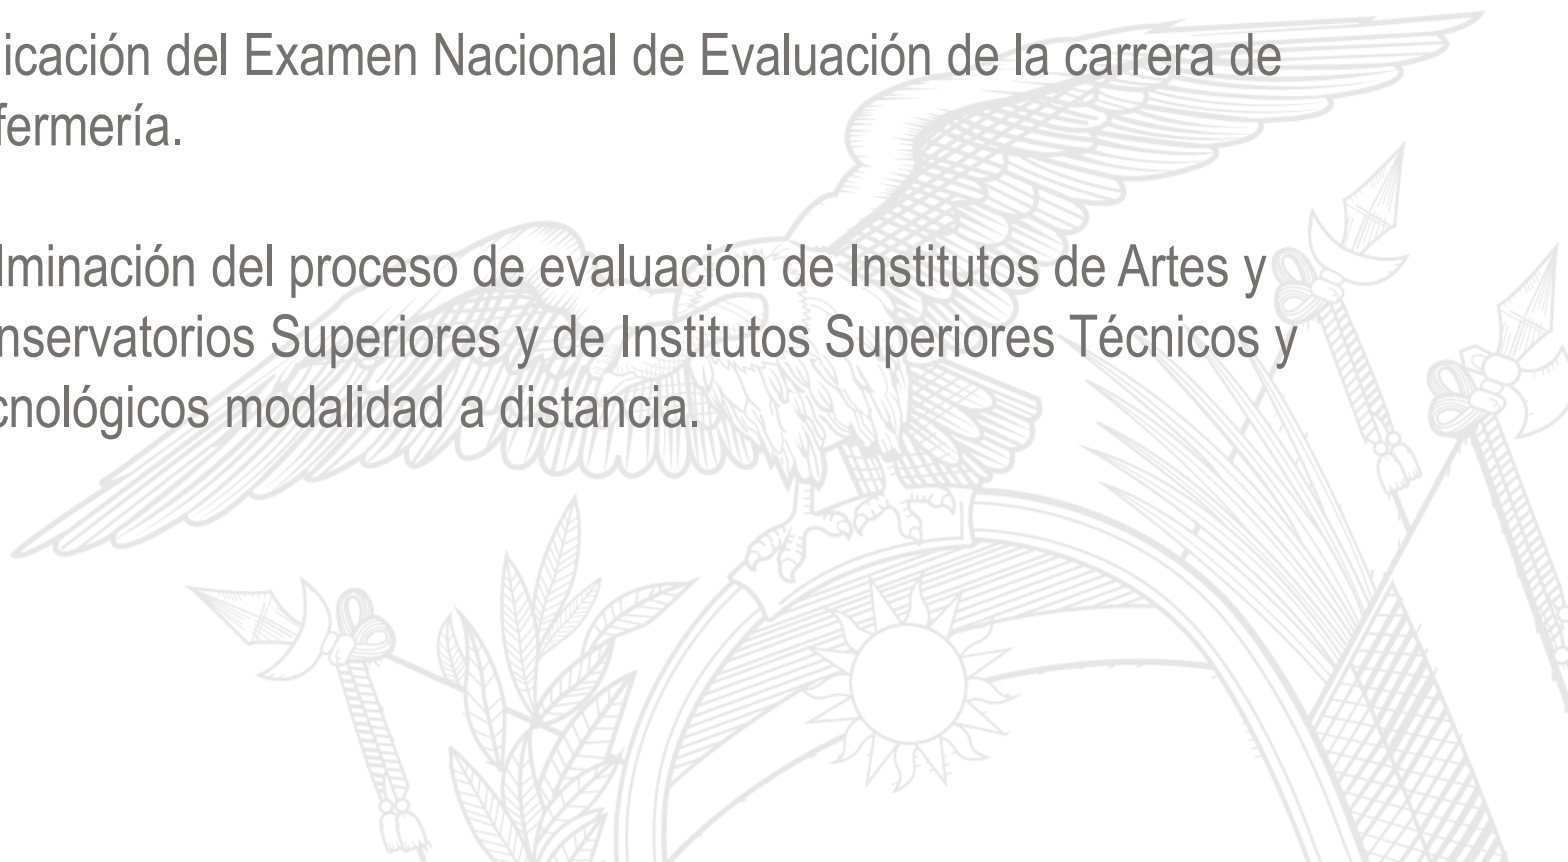 icación del Examen Nacional de Evaluación de la carrera de
fermería.
lminación del proceso de evaluación de Institutos de Artes y
nservatorios Superiores y de Institutos Superiores Técnicos y
cnológicos modalidad a distancia.